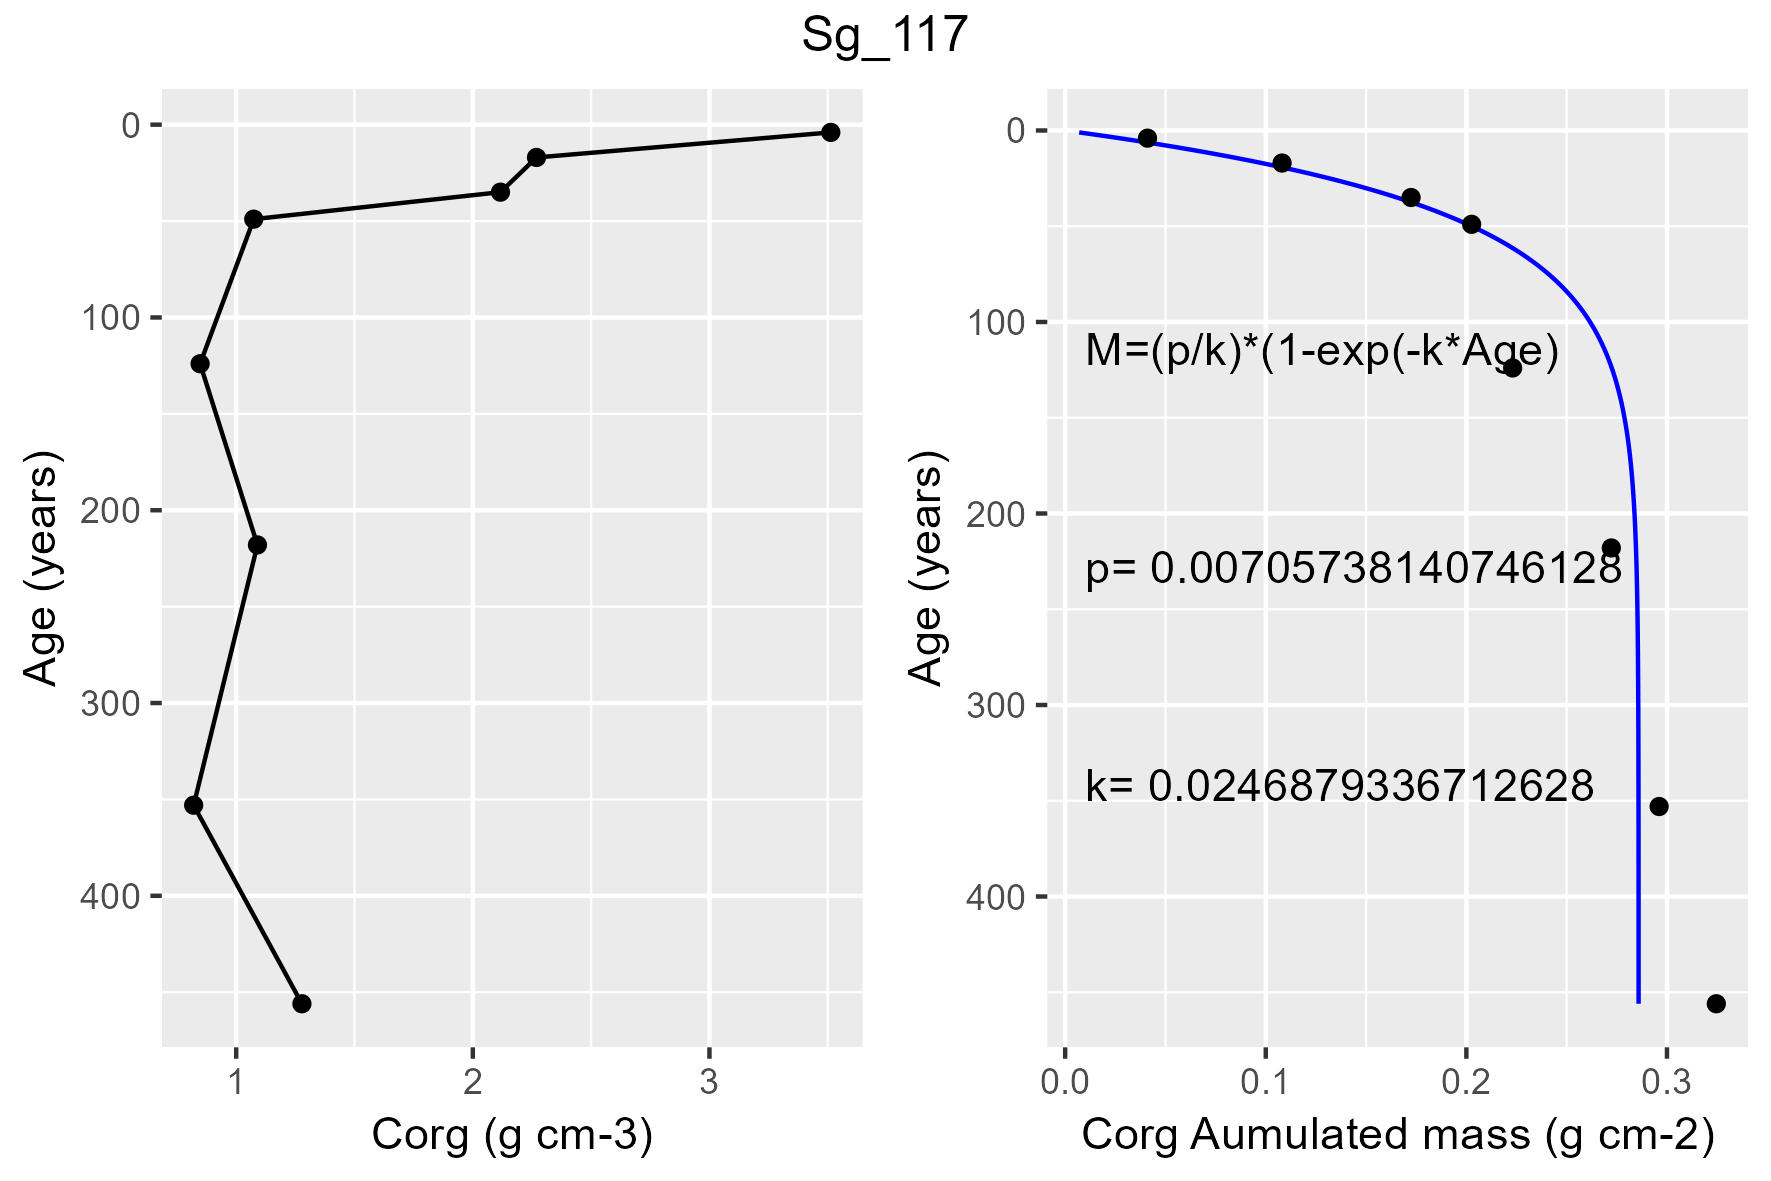 Sg_117
0
100
200
300
400
Age (years)
1
2
3
Corg (g cm-3)
0
100
200
300
400
Age (years)
M=(p/k)*(1-exp(-k*Age)
p= 0.00705738140746128
k= 0.0246879336712628
0.0
0.1
0.2
0.3
Corg Aumulated mass (g cm-2)